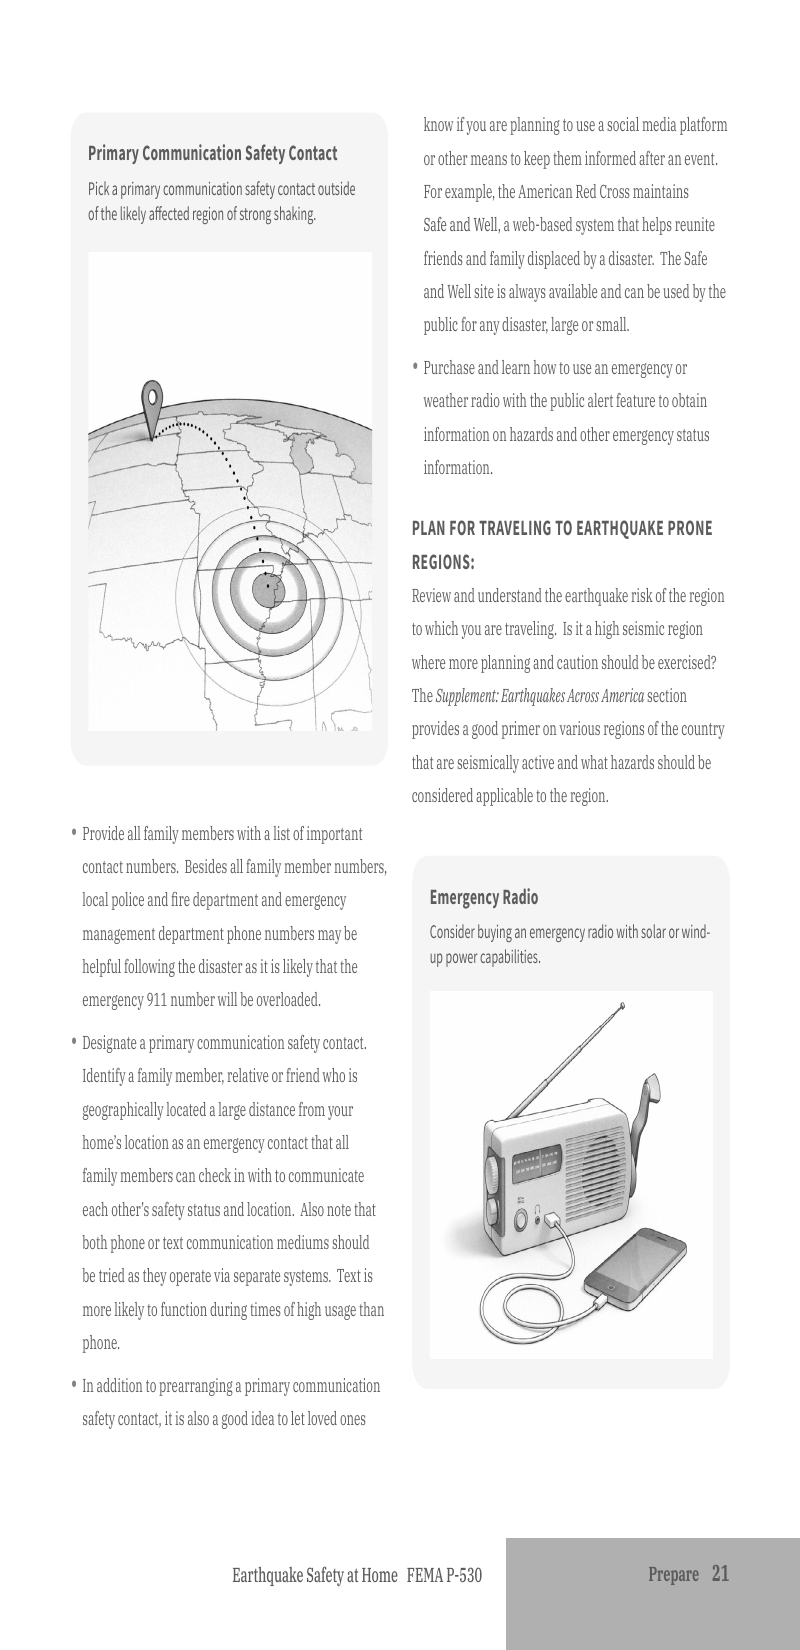 Primary Communication Safety Contact
Pick a primary communication safety contact outside
of the likely affected region of strong shaking.
• Provide all family members with a list of important
contact numbers.  Besides all family member numbers,
local police and fire department and emergency
management department phone numbers may be
helpful following the disaster as it is likely that the
emergency 911 number will be overloaded.
• Designate a primary communication safety contact.
Identify a family member, relative or friend who is
geographically located a large distance from your
home’s location as an emergency contact that all
family members can check in with to communicate
each other’s safety status and location.  Also note that
both phone or text communication mediums should
be tried as they operate via separate systems.  Text is
more likely to function during times of high usage than
phone.
• In addition to prearranging a primary communication
safety contact, it is also a good idea to let loved ones
know if you are planning to use a social media platform
or other means to keep them informed after an event.
For example, the American Red Cross maintains
Safe and Well, a web-based system that helps reunite
friends and family displaced by a disaster.  The Safe
and Well site is always available and can be used by the
public for any disaster, large or small.
• Purchase and learn how to use an emergency or
weather radio with the public alert feature to obtain
information on hazards and other emergency status
information.
PLAN FOR TRAVELING TO EARTHQUAKE PRONE
REGIONS:
Review and understand the earthquake risk of the region
to which you are traveling.  Is it a high seismic region
where more planning and caution should be exercised?
The Supplement: Earthquakes Across America section
provides a good primer on various regions of the country
that are seismically active and what hazards should be
considered applicable to the region.
Emergency Radio
Consider buying an emergency radio with solar or wind-
up power capabilities.
Earthquake Safety at Home  FEMA P-530
Prepare  21